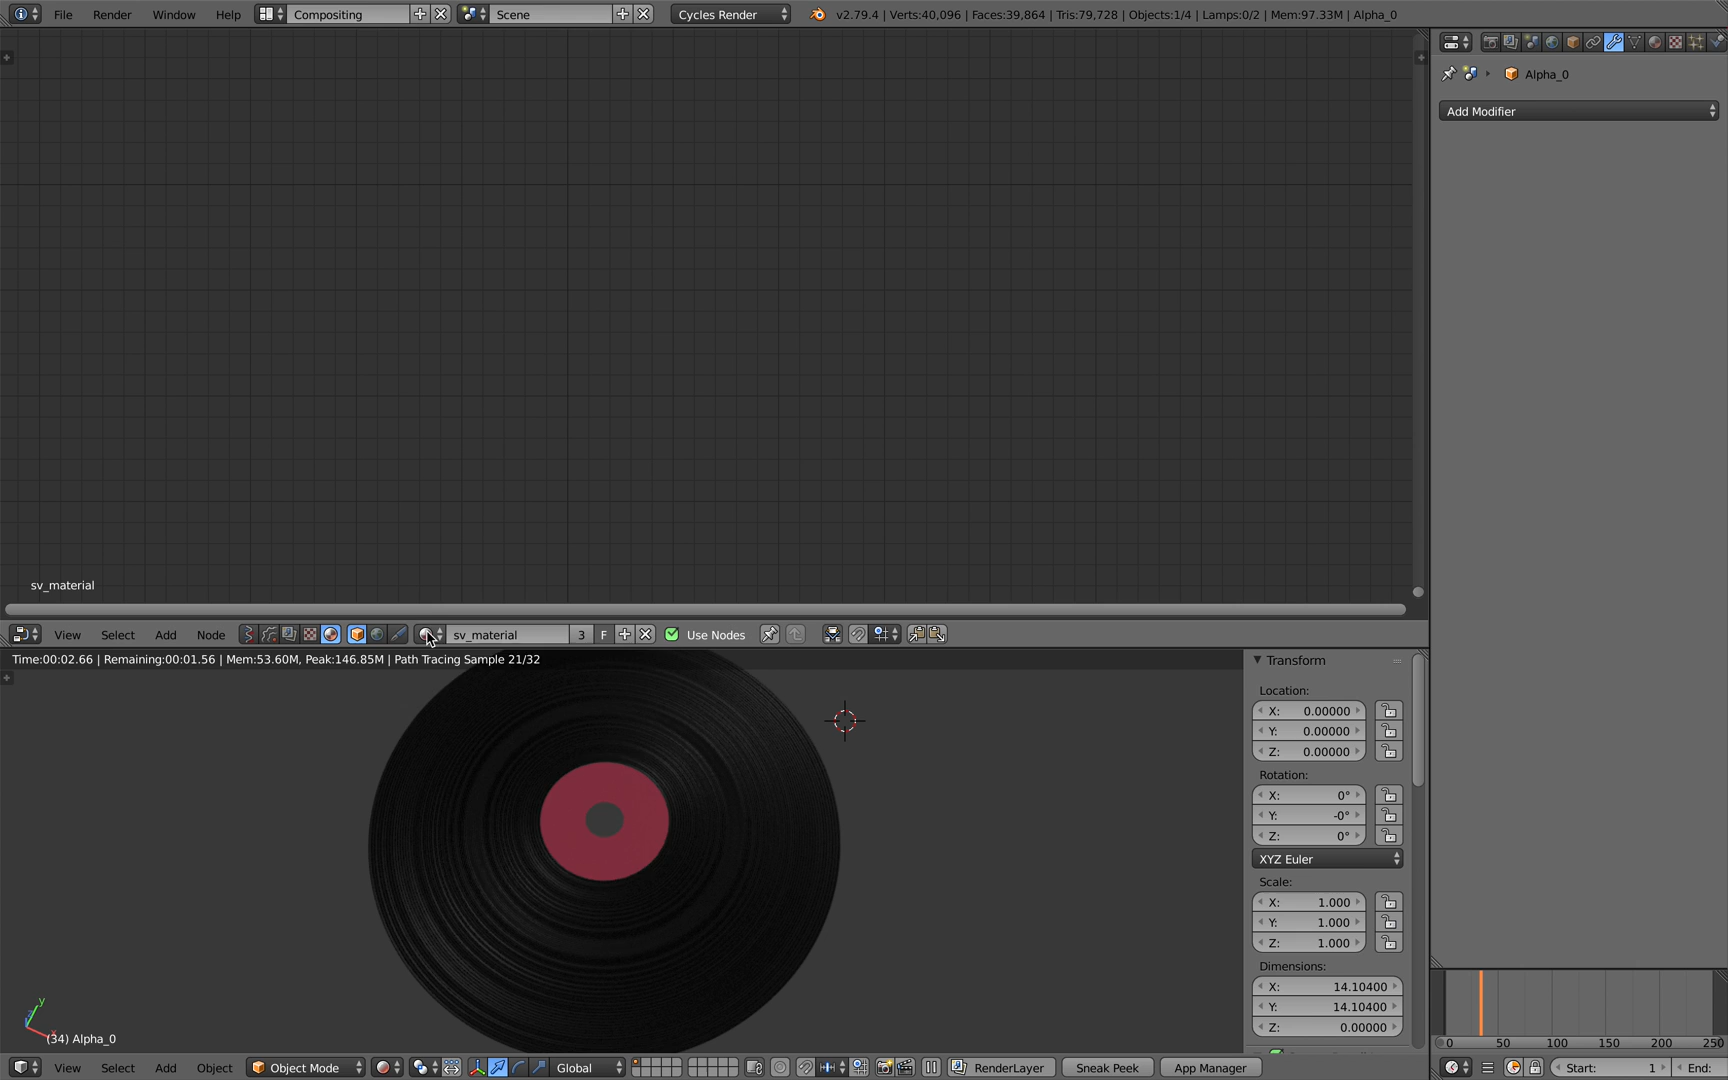 File Render Window Help Compositing Scene Cycles Render v2.79.4 | Verts:40,096 | Faces:39,864 | Tris:79,728 | Objects:1/4 | Lamps:0/2 | Mem:97.33M | Alpha_0
Alpha_0
Add Modifier
sv_material
View Select Add Node sv_material 3 F Use Nodes
Time:00:02.66 | Remaining:00:01.56 | Mem:53.60M, Peak:146.85M | Path Tracing Sample 21/32
Transform
Location:
X: 0.00000
Y: 0.00000
Z: 0.00000
Rotation:
X: 0°
Y: -0°
Z: 0°
XYZ Euler
Scale:
X: 1.000
Y: 1.000
Z: 1.000
Dimensions:
X: 14.10400
Y: 14.10400
Z: 0.00000
y
(34) Alpha_0
0 50 100 150 200 250
View Select Add Object Object Mode Global RenderLayer Sneak Peek App Manager Start: 1 End: